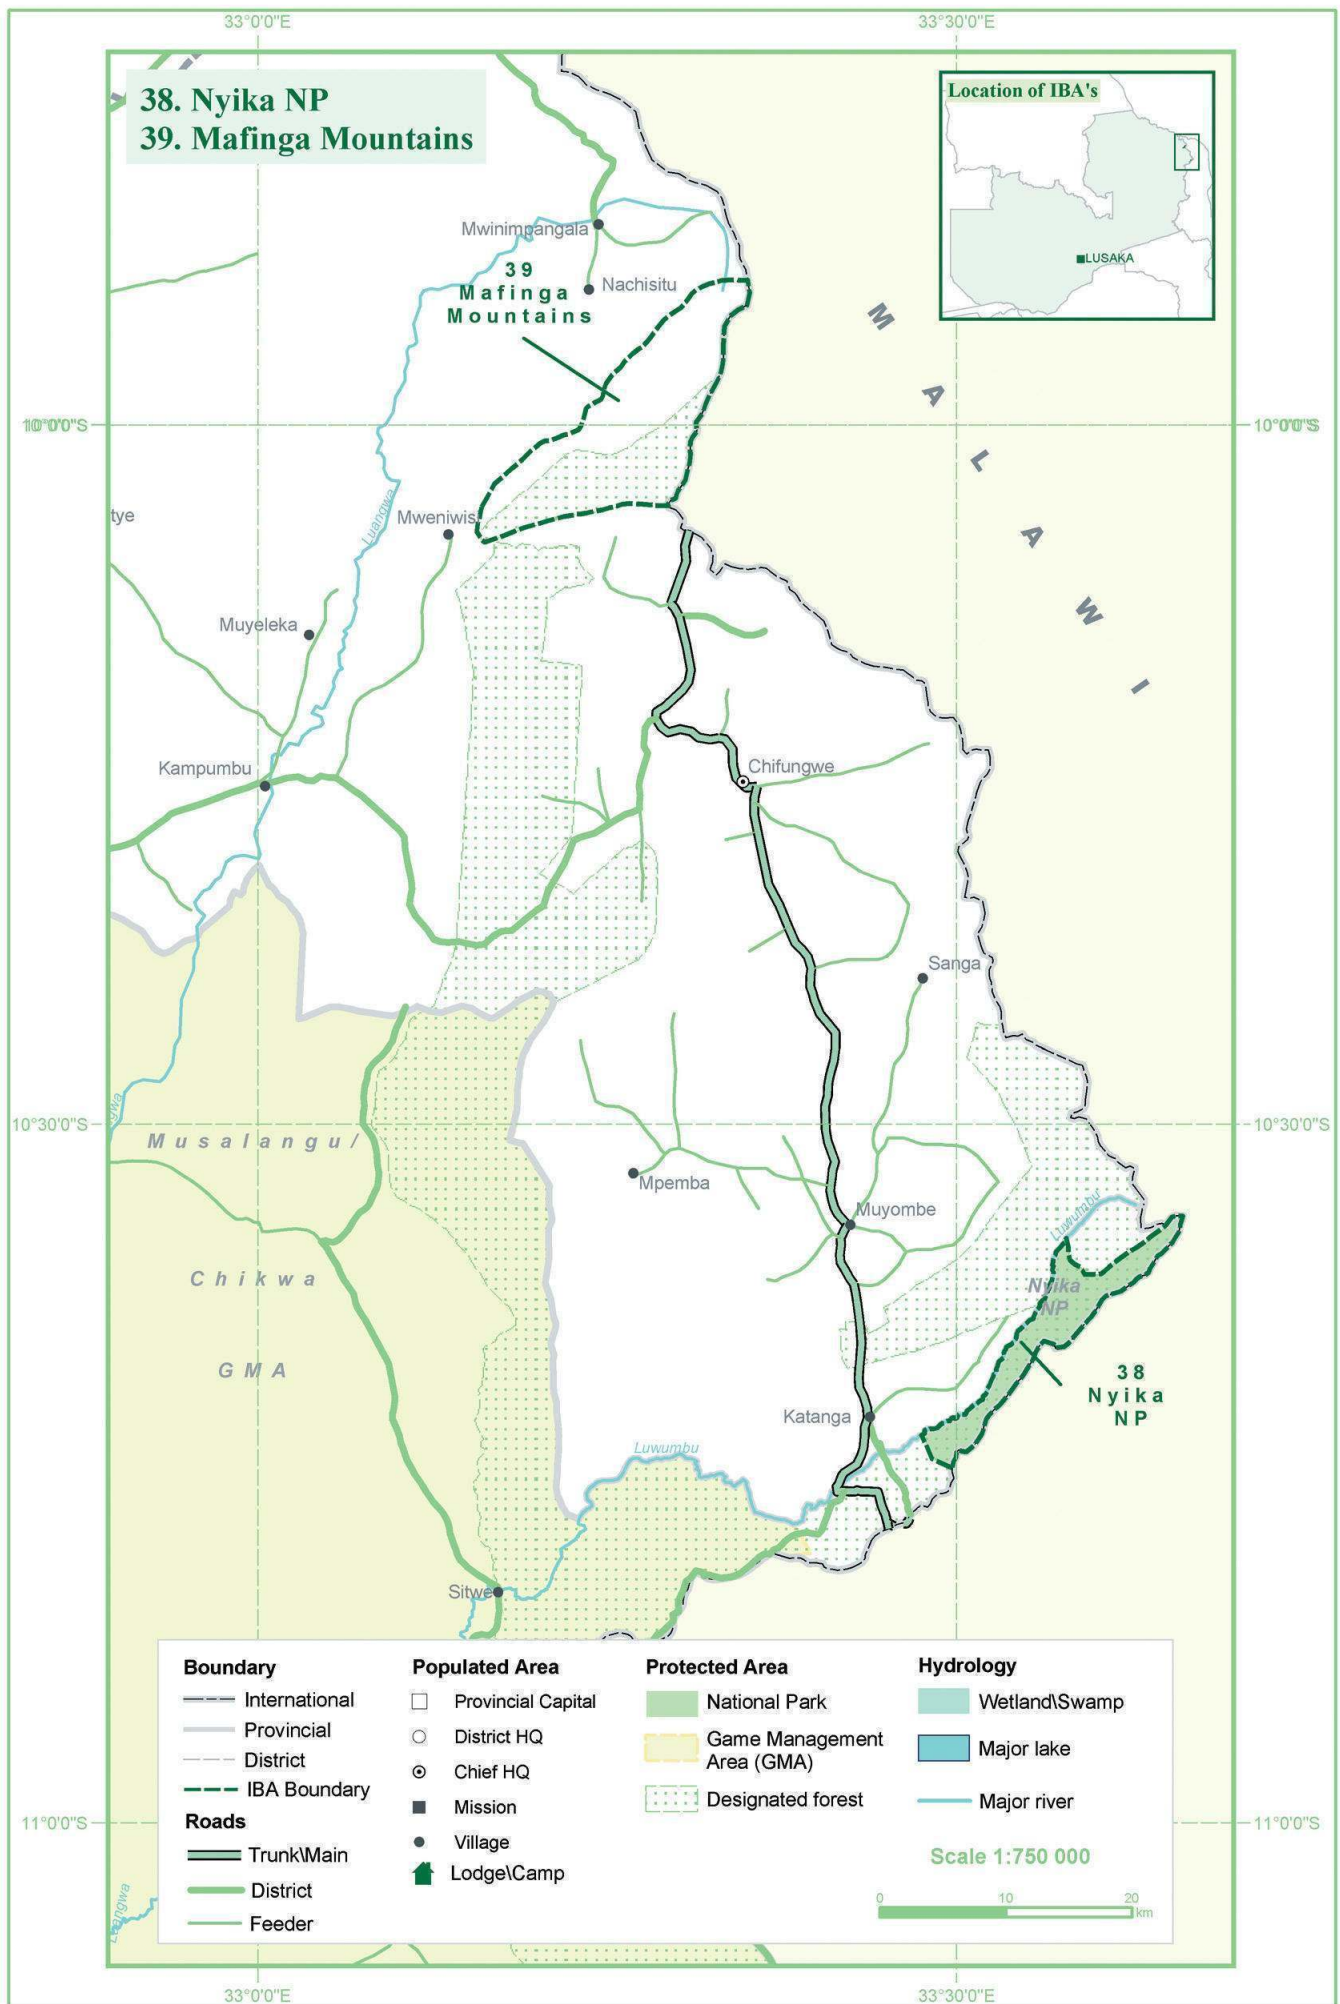 33°0'0"E
33°30'0"E
38. Nyika NP
39. Mafinga Mountains
Location of IBA's
LUSAKA
Mwinimpangala
39
Mafinga
Mountains
Nachisitu
MALAWI
10°0'0"S
10°0'0"S
tye
Luangwa
Mweniwisi
Muyeleka
Kampumbu
Chifungwe
Sanga
10°30'0"S
10°30'0"S
gwa
Musalangu/
Chikwa
GMA
Mpemba
Muyombe
Luwumbu
Nyika
NP
38
Nyika
NP
Katanga
Luwumbu
Sitwe
Boundary
International
Provincial
District
IBA Boundary
Roads
Trunk\Main
District
Feeder
Populated Area
Provincial Capital
District HQ
Chief HQ
Mission
Village
Lodge\Camp
Protected Area
National Park
Game Management
Area (GMA)
Designated forest
Hydrology
Wetland\Swamp
Major lake
Major river
Scale 1:750 000
0 10 20
km
11°0'0"S
11°0'0"S
Luangwa
33°0'0"E
33°30'0"E